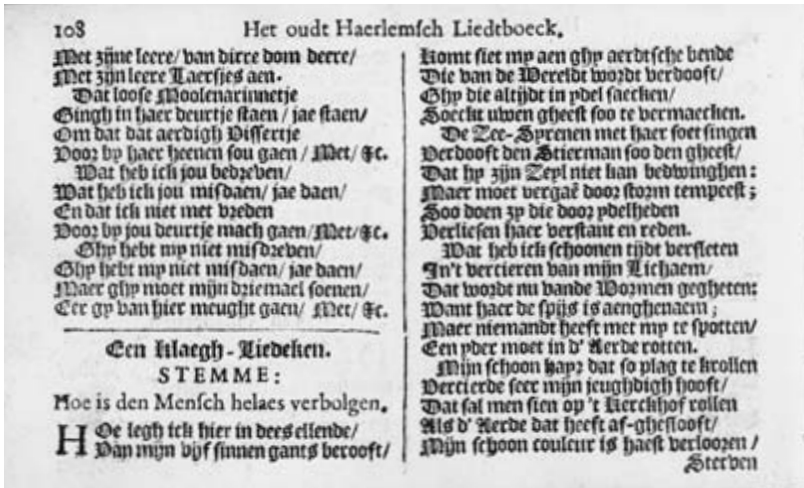 108 Het oudt Haerlemsch Liedtboeck.
Met zijne leere/ van dirre dom deere/
Met zijn leere Laersjes aen.
Dat loose Moolenarinnetje
Gingh in haer deurtje staen/ jae staen/
Om dat dat aerdigh Vissertje
Voor by haer heenen sou gaen/ Met/ &c.
Wat heb ick jou bedreven/
Wat heb ick jou misdaen/ jae daen/
En dat ick niet met vreden
Voor by jou deurtje mach gaen/ Met/ &c.
Ghy hebt my niet misdreven/
Ghy hebt my niet misdaen/ jae daen/
Maer ghy moet mijn driemael soenen/
Eer gy van hier meught gaen/ Met/ &c.
Een Klaegh-Liedeken.
STEMME:
Hoe is den Mensch helaes verbolgen.
HOe legh ick hier in dees ellende/
Van mijn vijf sinnen gants berooft/
Komt siet my aen ghy aerdtsche bende
Die van de Wereldt wordt verdooft/
Ghy die altijdt in ydel saecken/
Soeckt uwen gheest soo te vermaecken.
De Zee-Syrenen met haer soet singen
Verdooft den Stierman soo den gheest/
Dat hy zijn Zeyl niet kan bedwinghen:
Maer moet vergaē door storm tempeest;
Soo doen zy die door ydelheden
Verliesen haer verstant en reden.
Wat heb ick schoonen tijdt versleten
In't vercieren van mijn Lichaem/
Dat wordt nu vande Wormen gegheten:
Want haer de spijs is aenghenaem;
Maer niemandt heeft met my te spotten/
Een yder moet in d' Aerde rotten.
Mijn schoon hayr dat so plag te krollen
Vercierde seer mijn jeughdigh hooft/
Dat sal men sien op 't Kerckhof rollen
Als d' Aerde dat heeft af-gheslooft/
Mijn schoon couleur is haest verlooren/
Sterven